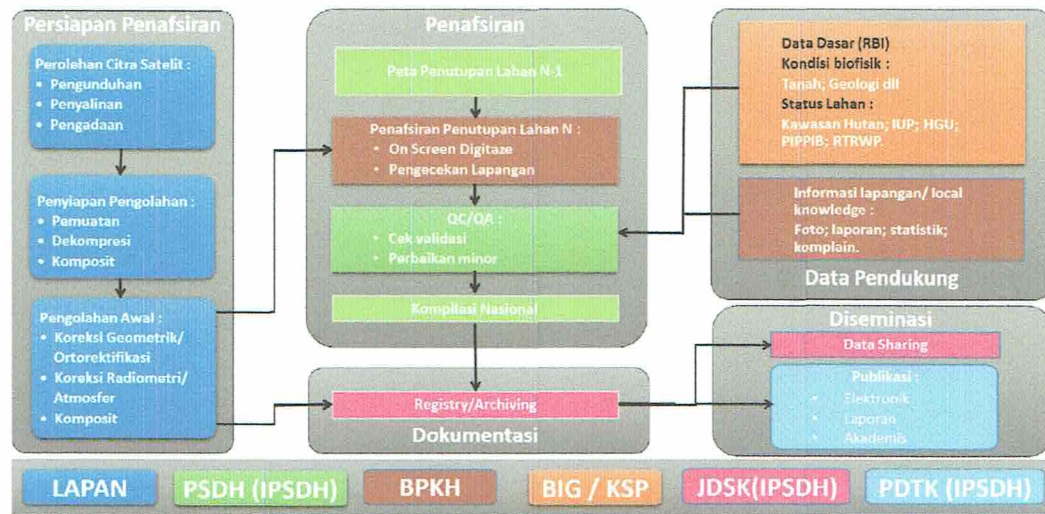 Persiapan Penafsiran
Perolehan Citra Satelit :
• Pengunduhan
• Penyalinan
• Pengadaan
Penyiapan Pengolahan :
• Pemuatan
• Dekompresi
• Komposit
Pengolahan Awal :
• Koreksi Geometrik/
Ortorektifikasi
• Koreksi Radiometri/
Atmosfer
• Komposit
Penafsiran
Peta Penutupan Lahan N-1
Penafsiran Penutupan Lahan N :
• On Screen Digitaze
• Pengecekan Lapangan
QC/QA :
• Cek validasi
• Perbaikan minor
Kompilasi Nasional
Registry/Archiving
Dokumentasi
Data Dasar (RBI)
Kondisi biofisik :
Tanah; Geologi dll
Status Lahan :
Kawasan Hutan; IUP; HGU;
PIPPIB; RTRWP.
Informasi lapangan/ local
knowledge :
Foto; laporan; statistik;
komplain.
Data Pendukung
Diseminasi
Data Sharing
Publikasi :
• Elektronik
• Laporan
• Akademis
LAPAN
PSDH (IPSDH)
BPKH
BIG / KSP
JDSK(IPSDH)
PDTK (IPSDH)